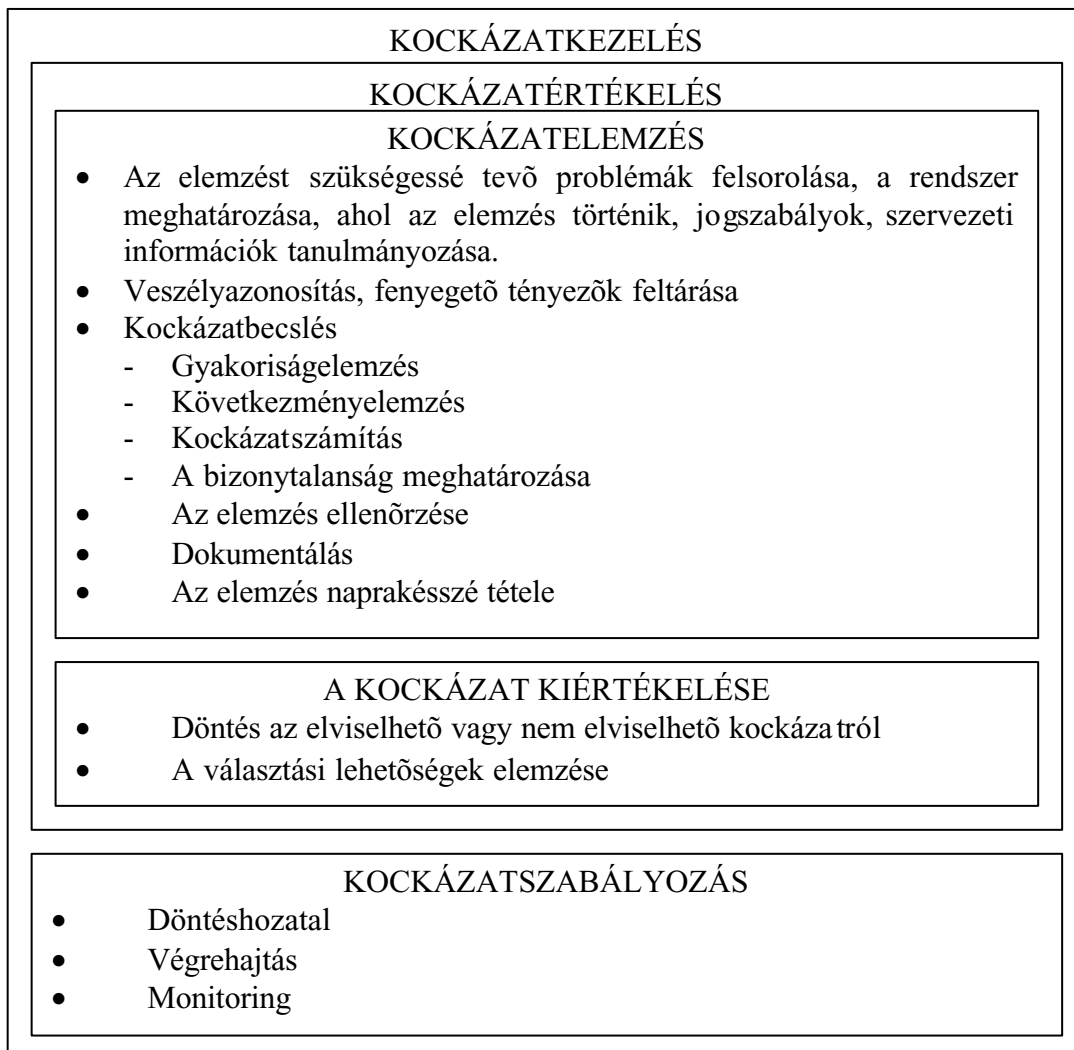 KOCKÁZATKEZELÉS
KOCKÁZATÉRTÉKELÉS
KOCKÁZATELEMZÉS
• Az elemzést szükségessé tevõ problémák felsorolása, a rendszer
meghatározása, ahol az elemzés történik, jogszabályok, szervezeti
információk tanulmányozása.
• Veszélyazonosítás, fenyegetõ tényezõk feltárása
• Kockázatbecslés
- Gyakoriságelemzés
- Következményelemzés
- Kockázatszámítás
- A bizonytalanság meghatározása
• Az elemzés ellenõrzése
• Dokumentálás
• Az elemzés naprakésszé tétele
A KOCKÁZAT KIÉRTÉKELÉSE
• Döntés az elviselhetõ vagy nem elviselhetõ kockázatról
• A választási lehetõségek elemzése
KOCKÁZATSZABÁLYOZÁS
• Döntéshozatal
• Végrehajtás
• Monitoring